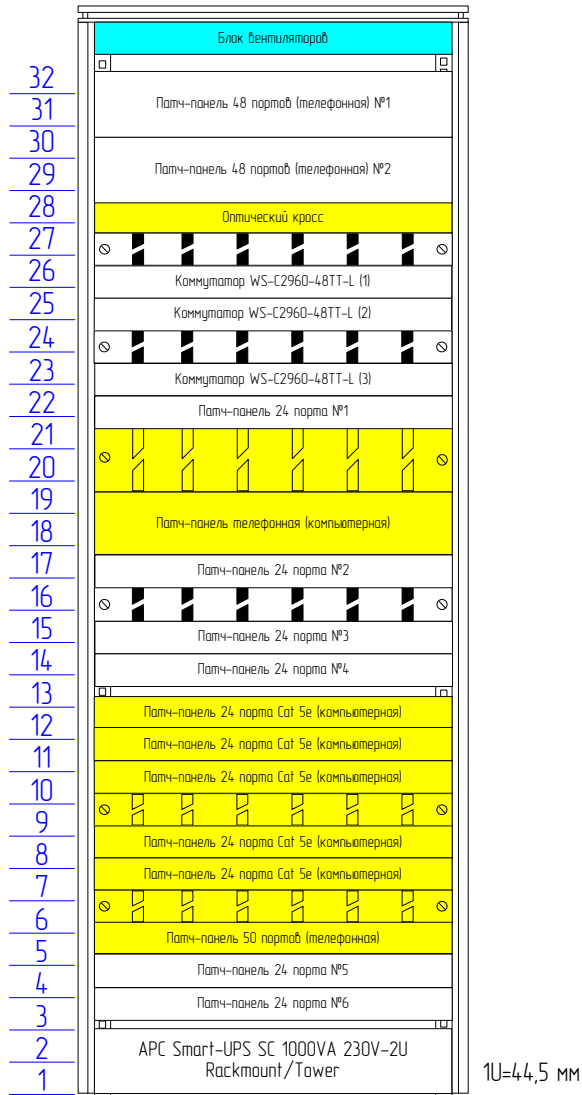 Блок вентиляторов
32
31
Патч-панель 48 портов (телефонная) №1
30
29
Патч-панель 48 портов (телефонная) №2
28
Оптический кросс
27
26
Коммутатор WS-C2960-48TT-L (1)
25
Коммутатор WS-C2960-48TT-L (2)
24
23
Коммутатор WS-C2960-48TT-L (3)
22
Патч-панель 24 порта №1
21
20
19
18
Патч-панель телефонная (компьютерная)
17
Патч-панель 24 порта №2
16
15
Патч-панель 24 порта №3
14
Патч-панель 24 порта №4
13
Патч-панель 24 порта Cat 5e (компьютерная)
12
Патч-панель 24 порта Cat 5e (компьютерная)
11
Патч-панель 24 порта Cat 5e (компьютерная)
10
9
Патч-панель 24 порта Cat 5e (компьютерная)
8
Патч-панель 24 порта Cat 5e (компьютерная)
7
6
Патч-панель 50 портов (телефонная)
5
Патч-панель 24 порта №5
4
Патч-панель 24 порта №6
3
2
APC Smart-UPS SC 1000VA 230V-2U
Rackmount/Tower
1
1U=44,5 мм